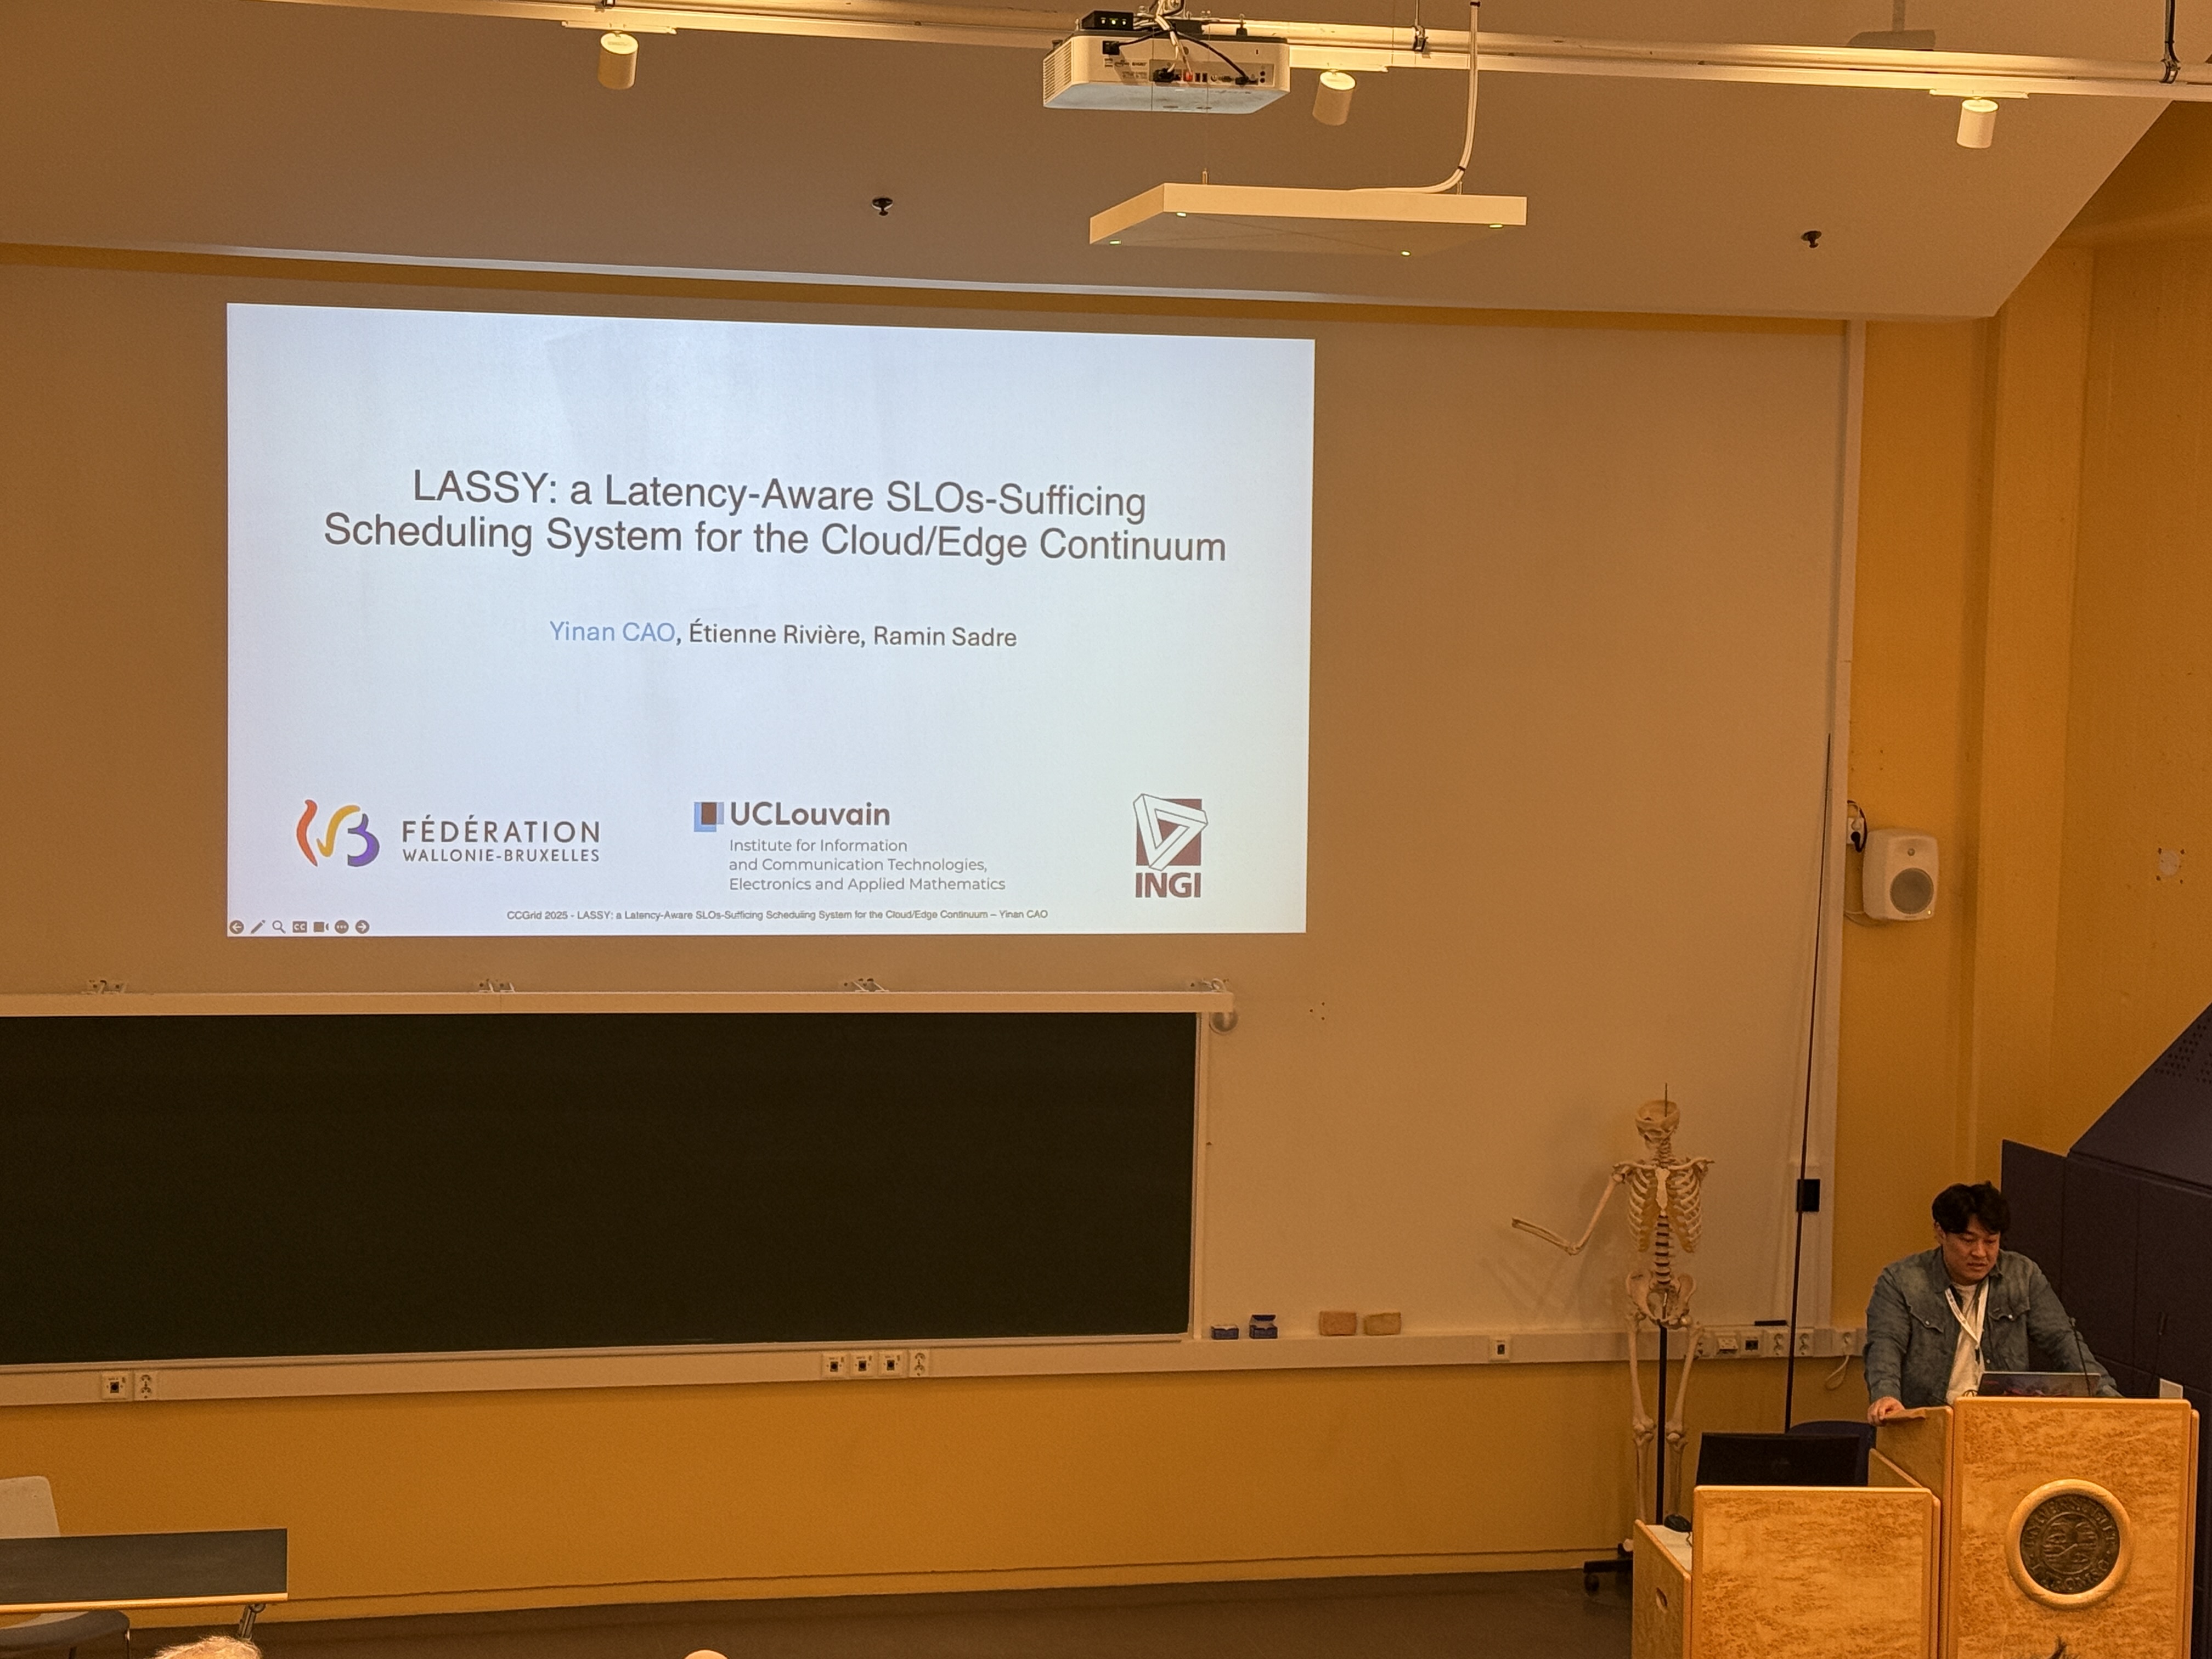 LASSY: a Latency-Aware SLOs-Sufficing
Scheduling System for the Cloud/Edge Continuum
Yinan CAO, Étienne Rivière, Ramin Sadre
FÉDÉRATION
WALLONIE-BRUXELLES
UCLouvain
Institute for Information
and Communication Technologies,
Electronics and Applied Mathematics
INGI
CC
CCGrid 2025 - LASSY: a Latency-Aware SLOs-Sufficing Scheduling System for the Cloud/Edge Continuum – Yinan CAO